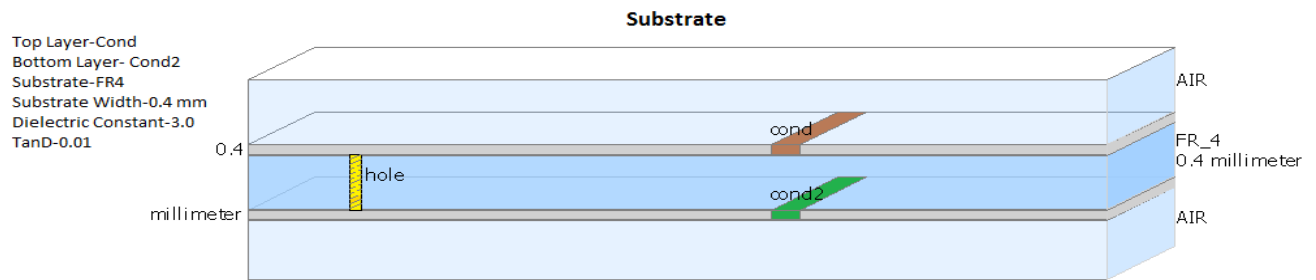 Substrate
Top Layer-Cond
Bottom Layer- Cond2
Substrate-FR4
Substrate Width-0.4 mm
Dielectric Constant-3.0
TanD-0.01
AIR
cond
0.4
FR_4
0.4 millimeter
hole
cond2
millimeter
AIR